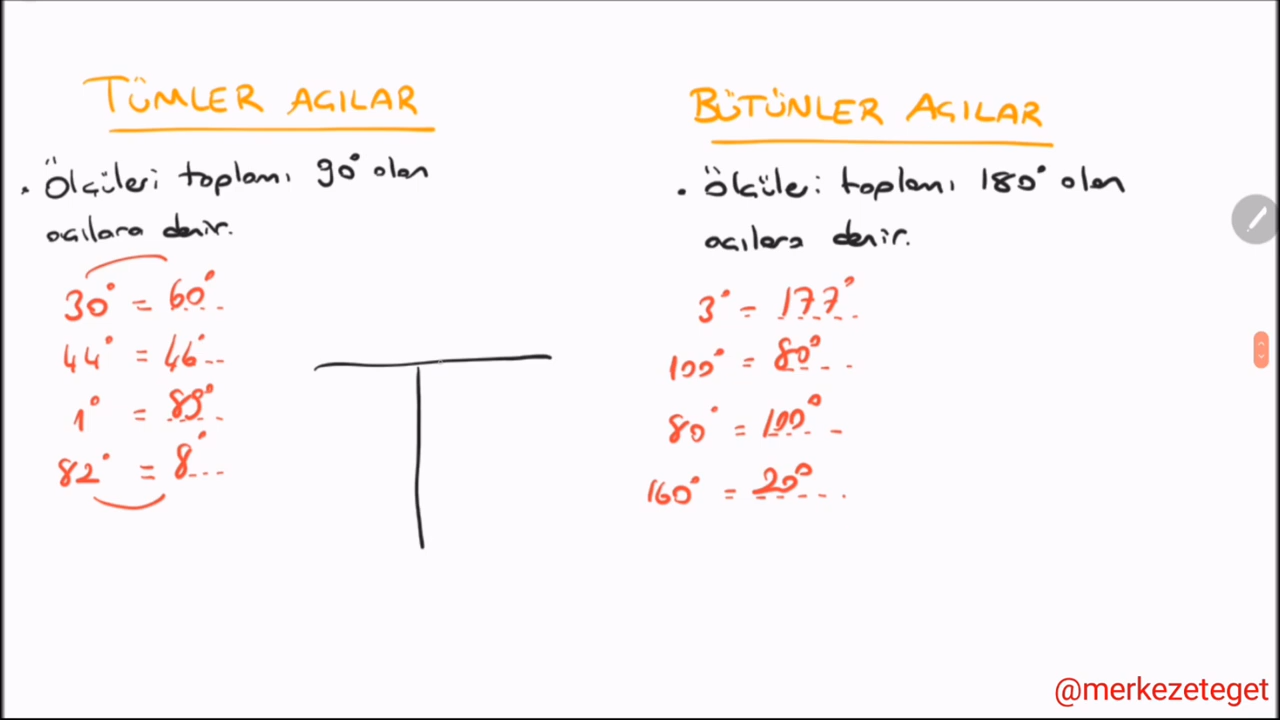 TÜMLER AÇILAR
. Ölçüleri toplamı 90° olan
açılara denir.
30° = 60°
44° = 46°
1° = 89°
82° = 8°
BÜTÜNLER AÇILAR
. Ölçüleri toplamı 180° olan
açılara denir.
3° = 177°
100° = 80°
80° = 100°
160° = 20°
@merkezeteget